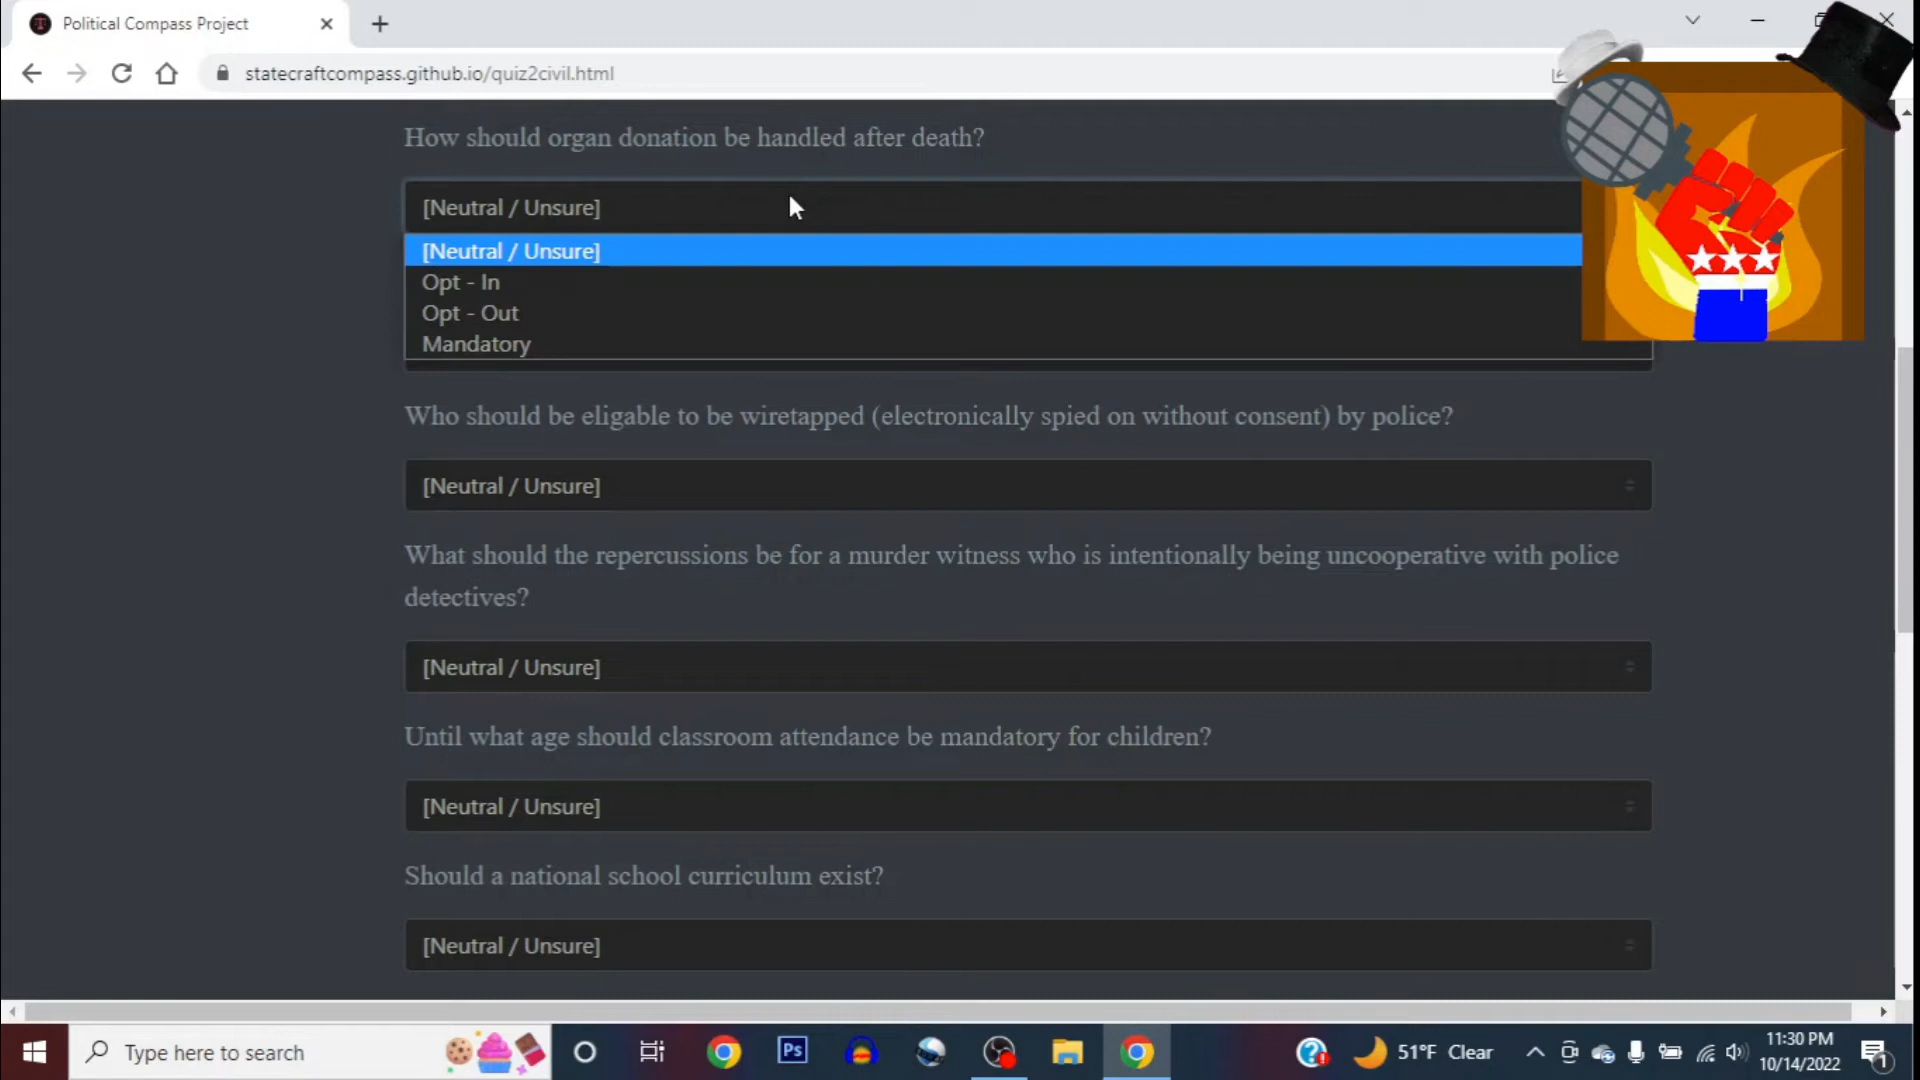 Political Compass Project
statecraftcompass.github.io/quiz2civil.html
How should organ donation be handled after death?
[Neutral / Unsure]
[Neutral / Unsure]
Opt - In
Opt - Out
Mandatory
Who should be eligable to be wiretapped (electronically spied on without consent) by police?
[Neutral / Unsure]
What should the repercussions be for a murder witness who is intentionally being uncooperative with police
detectives?
[Neutral / Unsure]
Until what age should classroom attendance be mandatory for children?
[Neutral / Unsure]
Should a national school curriculum exist?
[Neutral / Unsure]
Type here to search
Ps
51°F Clear
11:30 PM
10/14/2022
1